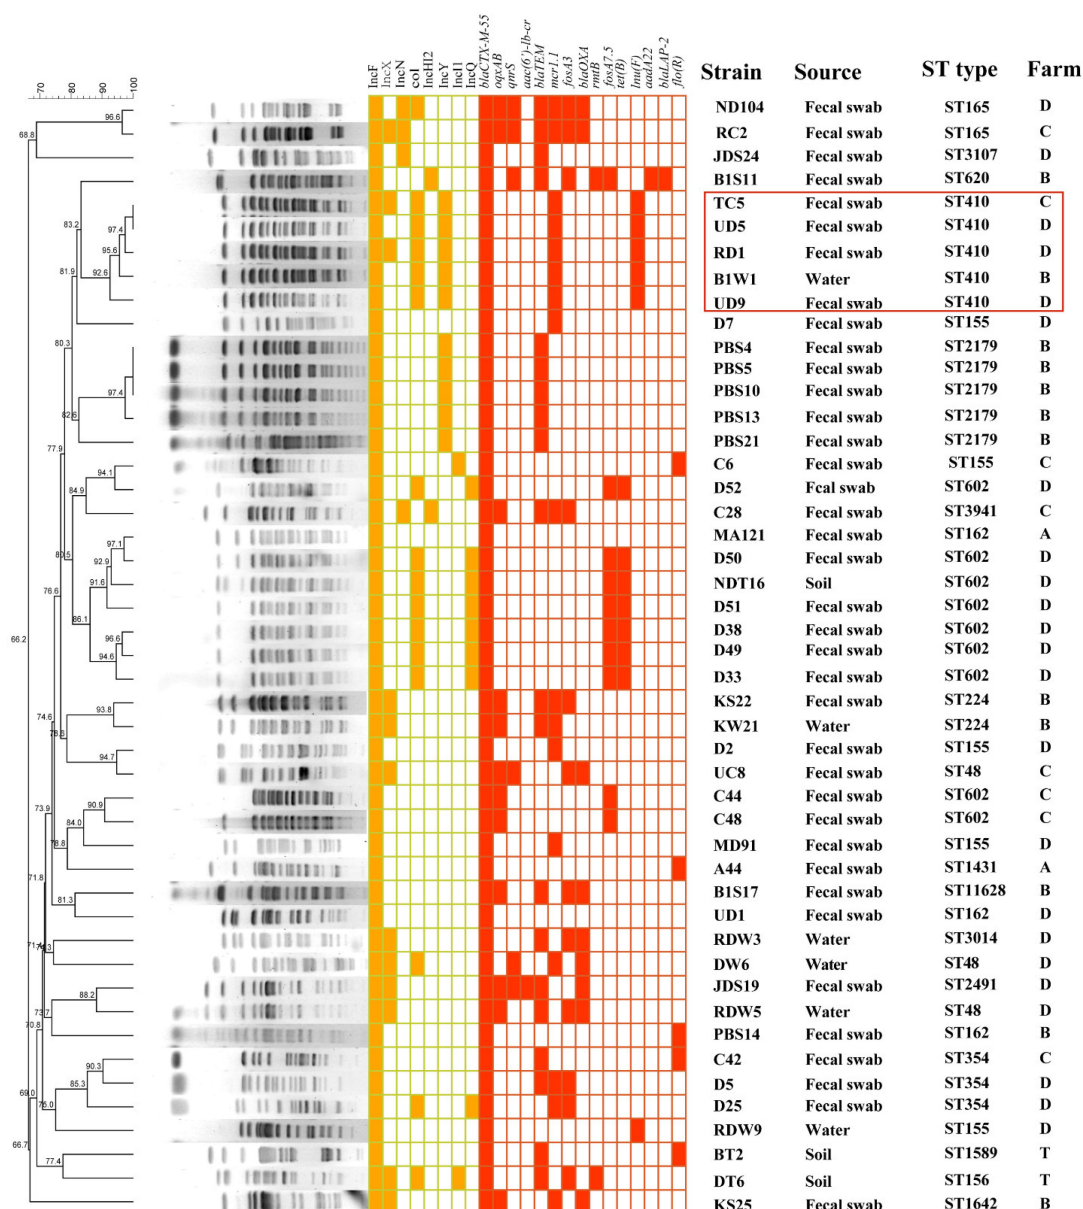 IncF IncX IncN coI IncHI2 IncY IncI1 IncQ blaCTX-M-55 oqxAB qnrS aac(6')-Ib-cr blaTEM mcr1.1 fosA3 blaOXA rmtB fosA7.5 tet(B) lnu(F) aadA22 blaLAP-2 flo(R)
Strain Source ST type Farm
70 80 90 100
ND104 Fecal swab ST165 D
96.6
68.8
RC2 Fecal swab ST165 C
JDS24 Fecal swab ST3107 D
B1S11 Fecal swab ST620 B
TC5 Fecal swab ST410 C
83.2
97.4
UD5 Fecal swab ST410 D
95.6
RD1 Fecal swab ST410 D
81.9
92.6
B1W1 Water ST410 B
UD9 Fecal swab ST410 D
D7 Fecal swab ST155 D
80.3
PBS4 Fecal swab ST2179 B
PBS5 Fecal swab ST2179 B
97.4
PBS10 Fecal swab ST2179 B
82.6
PBS13 Fecal swab ST2179 B
PBS21 Fecal swab ST2179 B
77.9
C6 Fecal swab ST155 C
94.1
84.9
D52 Fcal swab ST602 D
C28 Fecal swab ST3941 C
MA121 Fecal swab ST162 A
97.1
80.5
92.9
D50 Fecal swab ST602 D
91.6
NDT16 Soil ST602 D
76.6
D51 Fecal swab ST602 D
86.1
D38 Fecal swab ST602 D
66.2
96.6
D49 Fecal swab ST602 D
94.6
D33 Fecal swab ST602 D
KS22 Fecal swab ST224 B
93.8
74.6
KW21 Water ST224 B
D2 Fecal swab ST155 D
94.7
UC8 Fecal swab ST48 C
C44 Fecal swab ST602 C
90.9
73.9
C48 Fecal swab ST602 C
84.0
MD91 Fecal swab ST155 D
A44 Fecal swab ST1431 A
71.8
B1S17 Fecal swab ST11628 B
81.3
UD1 Fecal swab ST162 D
RDW3 Water ST3014 D
DW6 Water ST48 D
JDS19 Fecal swab ST2491 D
88.2
RDW5 Water ST48 D
73.7
70.8
PBS14 Fecal swab ST162 B
C42 Fecal swab ST354 C
90.3
D5 Fecal swab ST354 D
85.3
69.0
D25 Fecal swab ST354 D
RDW9 Water ST155 D
66.7
BT2 Soil ST1589 T
77.4
DT6 Soil ST156 T
KS25 Fecal swab ST1642 B